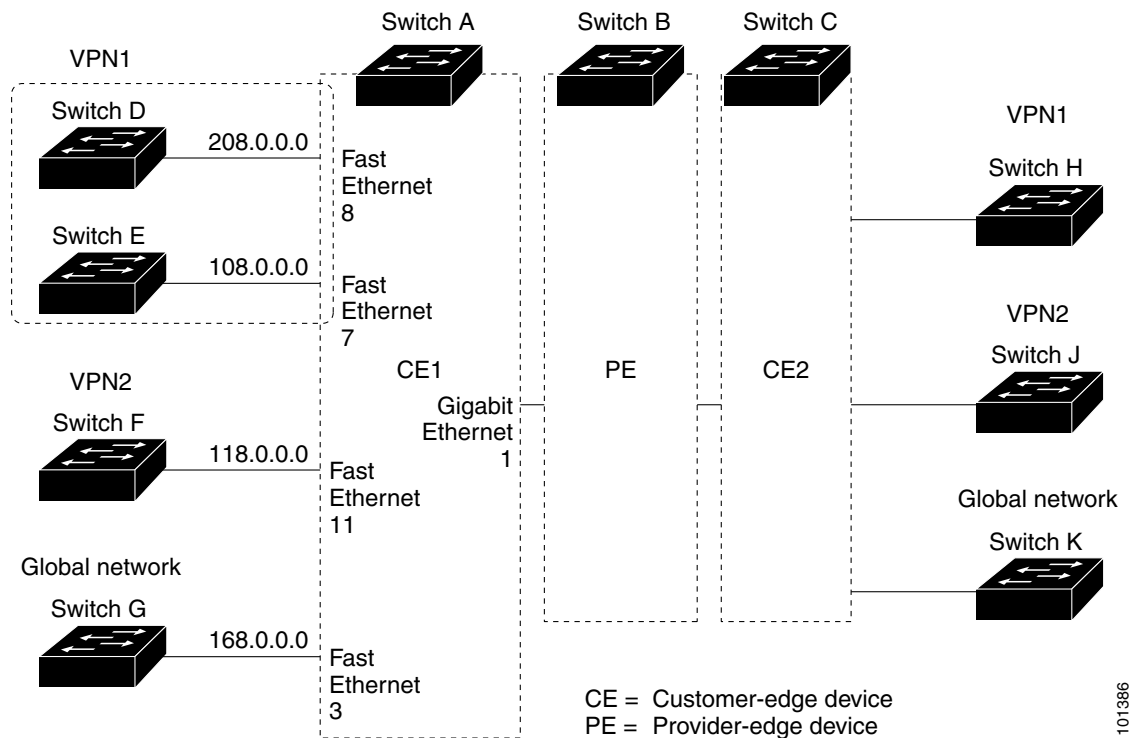 Switch A
Switch B
Switch C
VPN1
Switch D
208.0.0.0
Fast
Ethernet
8
Switch E
108.0.0.0
Fast
Ethernet
7
VPN2
Switch F
118.0.0.0
Fast
Ethernet
11
Global network
Switch G
168.0.0.0
Fast
Ethernet
3
CE1
Gigabit
Ethernet
1
PE
CE2
VPN1
Switch H
VPN2
Switch J
Global network
Switch K
CE = Customer-edge device
PE = Provider-edge device
101386